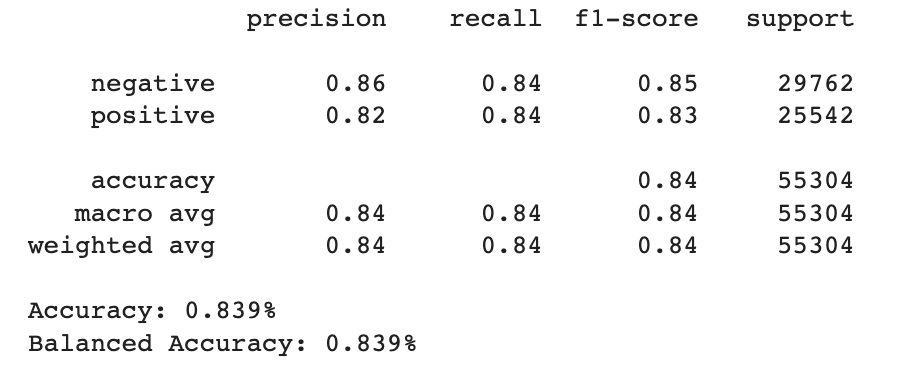 precision recall f1-score support
negative 0.86 0.84 0.85 29762
positive 0.82 0.84 0.83 25542
accuracy 0.84 55304
macro avg 0.84 0.84 0.84 55304
weighted avg 0.84 0.84 0.84 55304
Accuracy: 0.839%
Balanced Accuracy: 0.839%